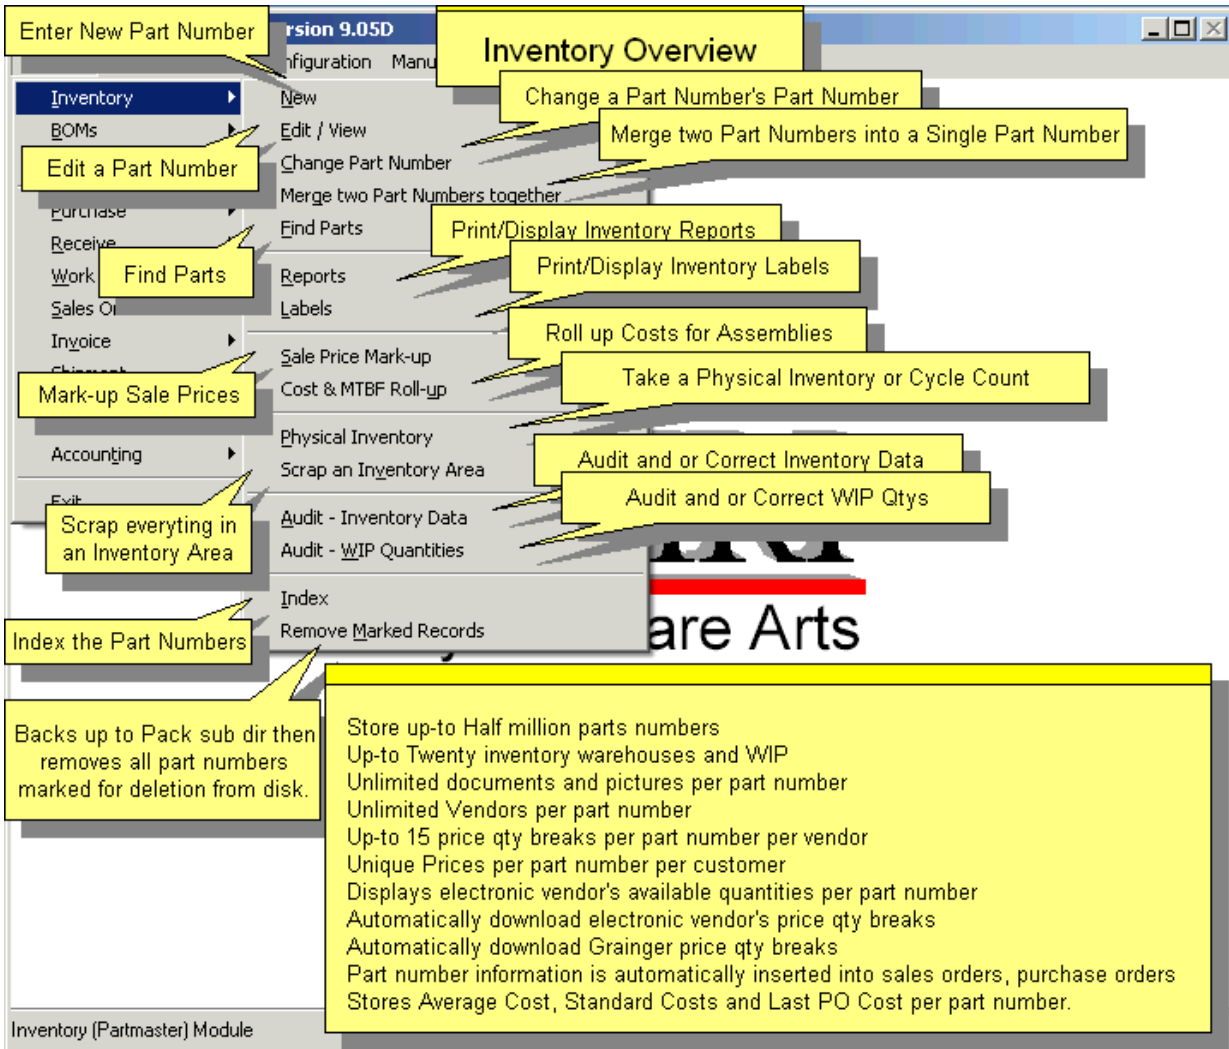 Enter New Part Number
rsion 9.05D
Inventory Overview
nfiguration Manu
Inventory
New
Change a Part Number's Part Number
BOMs
Edit / View
Merge two Part Numbers into a Single Part Number
Edit a Part Number
Change Part Number
Merge two Part Numbers together
Purchase
Find Parts
Print/Display Inventory Reports
Receive
Find Parts
Work
Reports
Print/Display Inventory Labels
Sales Or
Labels
Invoice
Roll up Costs for Assemblies
Shipment
Sale Price Mark-up
Take a Physical Inventory or Cycle Count
Mark-up Sale Prices
Cost & MTBF Roll-up
Physical Inventory
Accounting
Scrap an Inventory Area
Audit and or Correct Inventory Data
Exit
Audit and or Correct WIP Qtys
Scrap everyting in
an Inventory Area
Audit - Inventory Data
Audit - WIP Quantities
Index
Index the Part Numbers
Remove Marked Records
are Arts
Backs up to Pack sub dir then
removes all part numbers
marked for deletion from disk.
Store up-to Half million parts numbers
Up-to Twenty inventory warehouses and WIP
Unlimited documents and pictures per part number
Unlimited Vendors per part number
Up-to 15 price qty breaks per part number per vendor
Unique Prices per part number per customer
Displays electronic vendor's available quantities per part number
Automatically download electronic vendor's price qty breaks
Automatically download Grainger price qty breaks
Part number information is automatically inserted into sales orders, purchase orders
Stores Average Cost, Standard Costs and Last PO Cost per part number.
Inventory (Partmaster) Module